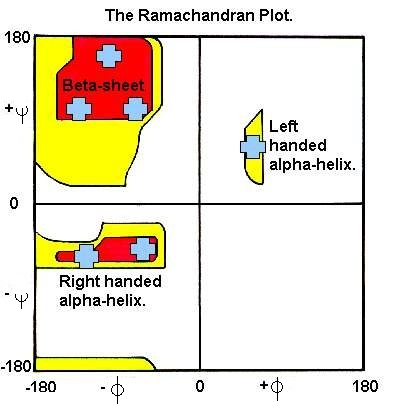 The Ramachandran Plot.
180
Beta-sheet
+ψ
Left
handed
alpha-helix.
0
Right handed
alpha-helix.
-ψ
-180
-180
-ϕ
0
+ϕ
180